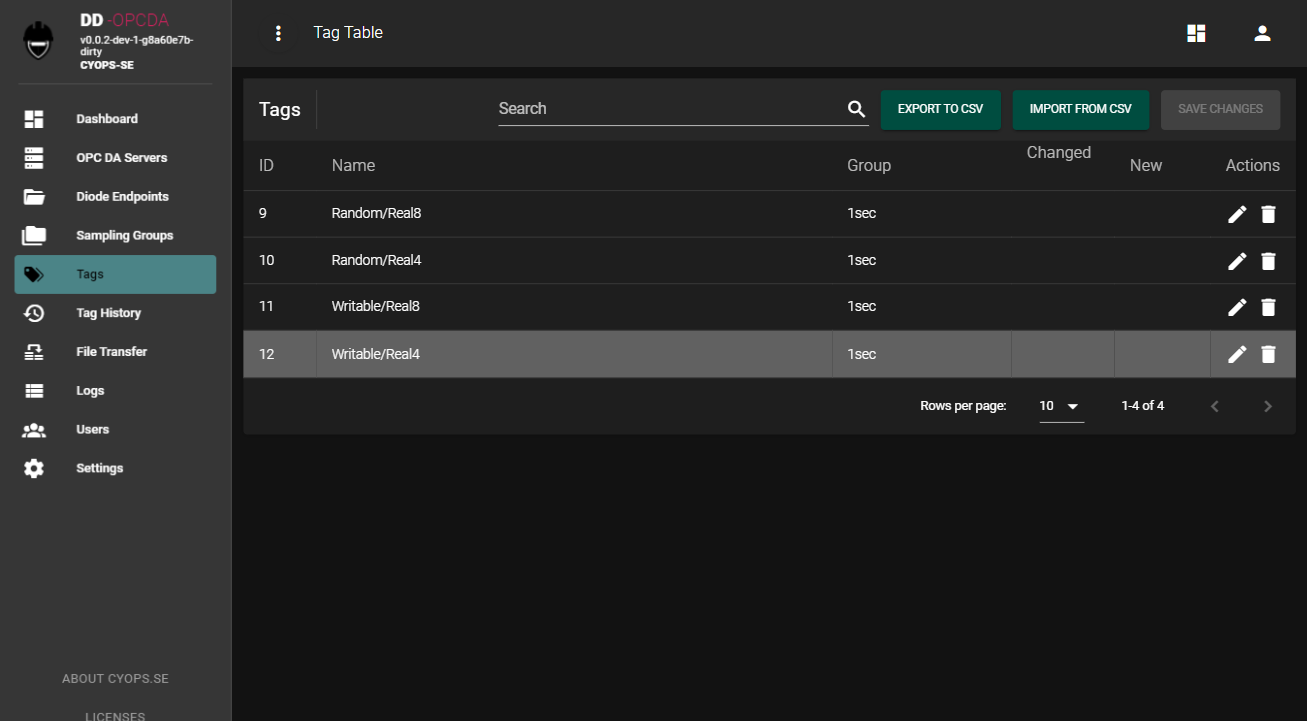 DD -OPCDA
v0.0.2-dev-1-g8a60e7b-
dirty
CYOPS-SE
Dashboard
OPC DA Servers
Diode Endpoints
Sampling Groups
Tags
Tag History
File Transfer
Logs
Users
Settings
ABOUT CYOPS.SE
LICENSES
Tag Table
Tags Search EXPORT TO CSV IMPORT FROM CSV SAVE CHANGES
ID Name Group Changed New Actions
9 Random/Real8 1sec
10 Random/Real4 1sec
11 Writable/Real8 1sec
12 Writable/Real4 1sec
Rows per page: 10 1-4 of 4